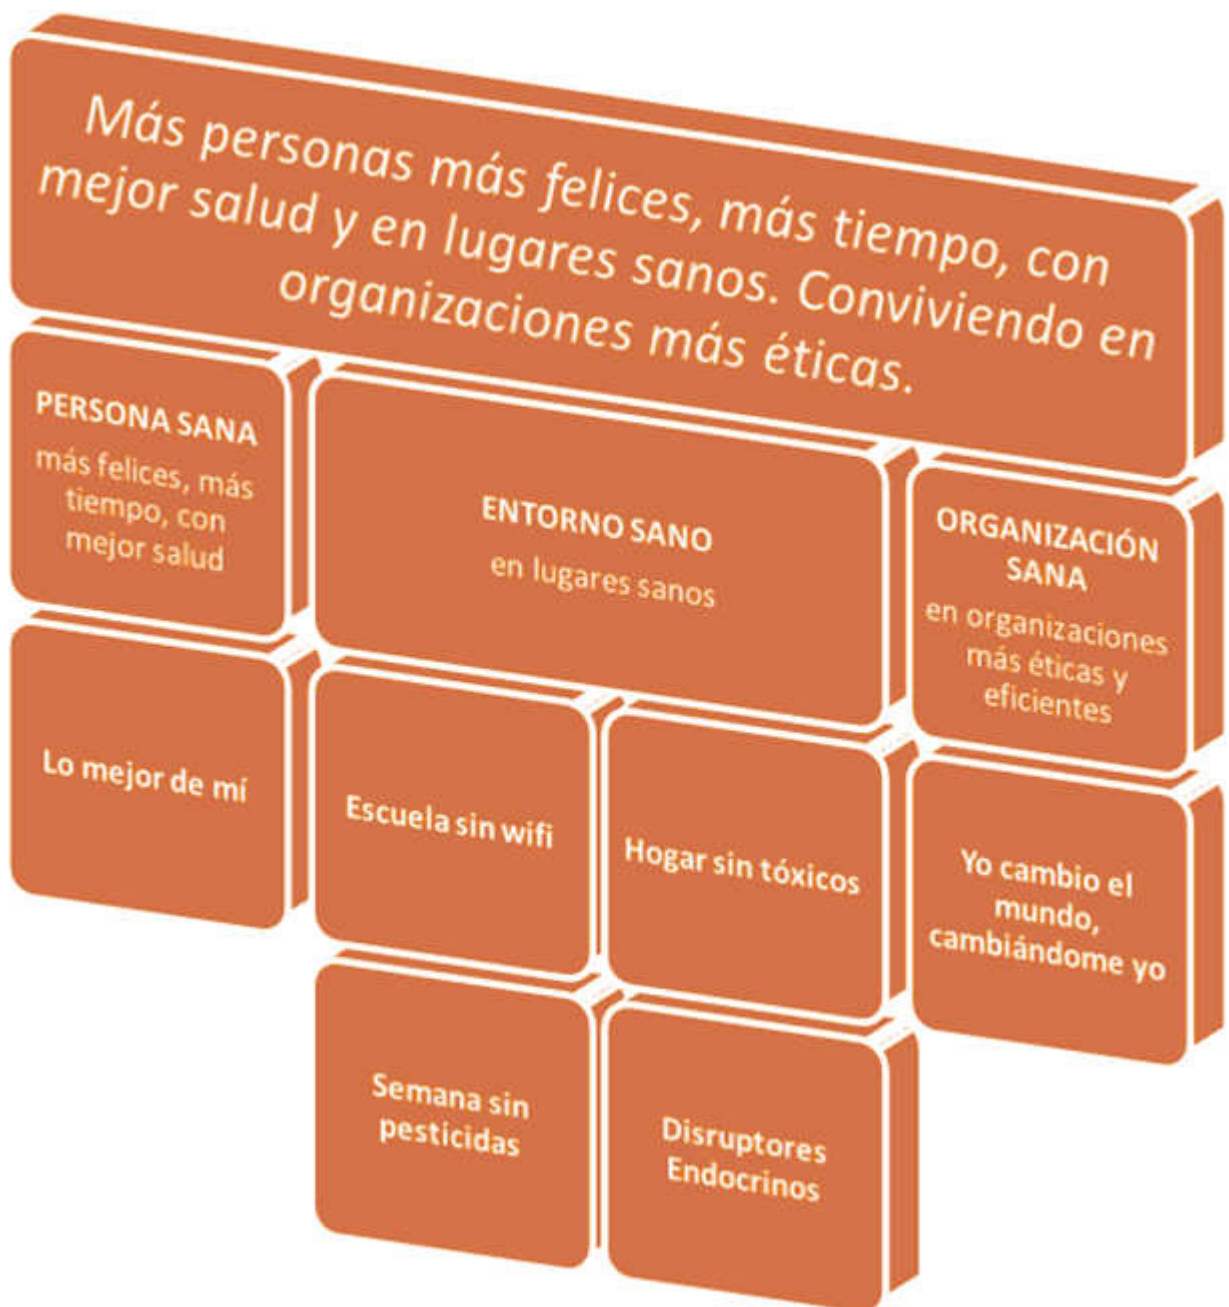 Más personas más felices, más tiempo, con
mejor salud y en lugares sanos. Conviviendo en
organizaciones más éticas.
PERSONA SANA
más felices, más
tiempo, con
mejor salud
ENTORNO SANO
en lugares sanos
ORGANIZACIÓN
SANA
en organizaciones
más éticas y
eficientes
Lo mejor de mí
Escuela sin wifi
Hogar sin tóxicos
Yo cambio el
mundo,
cambiándome yo
Semana sin
pesticidas
Disruptores
Endocrinos